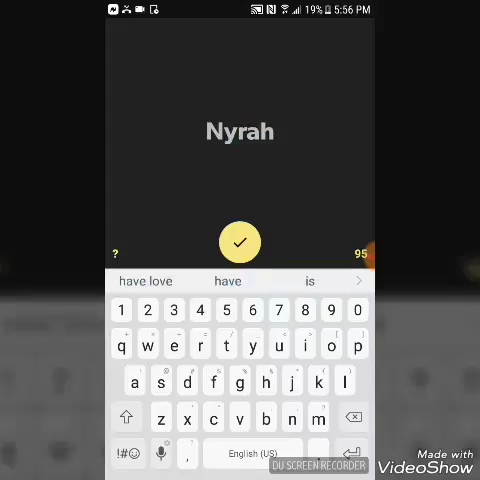 19% 5:56 PM
Nyrah
? 95
have love have is
1 2 3 4 5 6 7 8 9 0
q w e r t y u i o p
a s d f g h j k l
z x c v b n m
!#☺ , English (US) .
DU SCREEN RECORDER
Made with
VideoShow